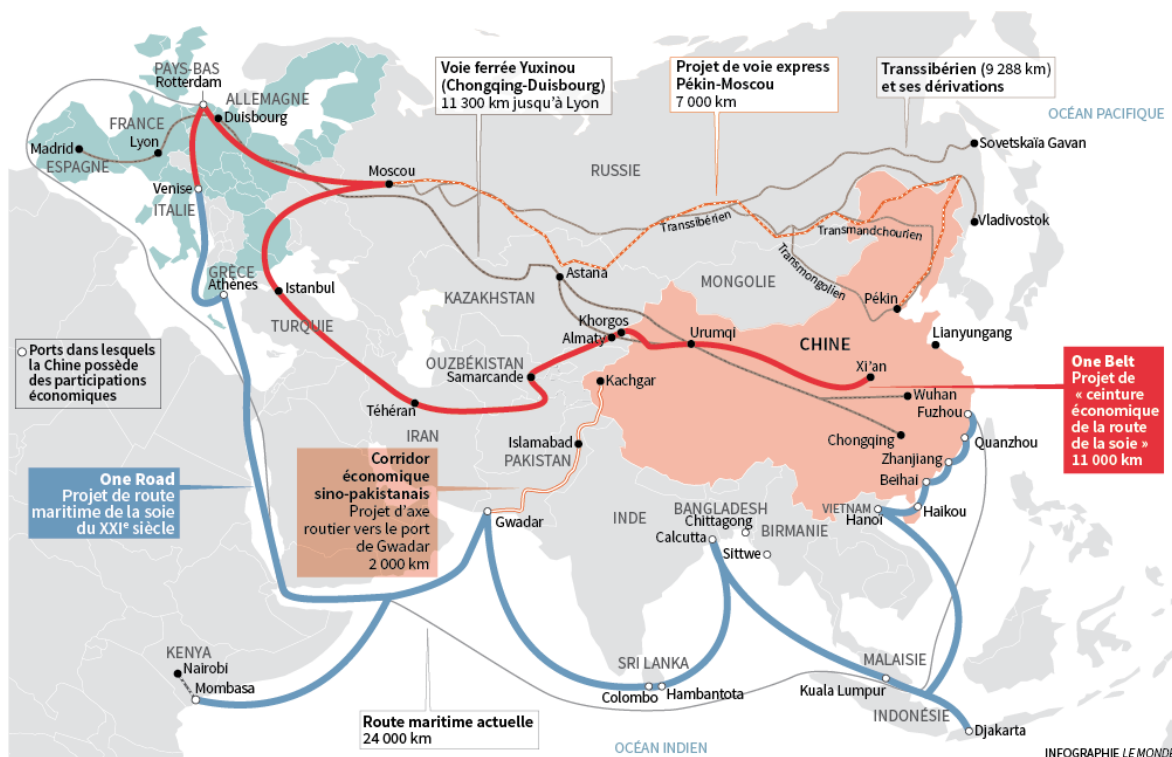 PAYS-BAS
Rotterdam
ALLEMAGNE
Duisbourg
FRANCE
Lyon
Madrid
ESPAGNE
Venise
ITALIE
GRÈCE
Athènes
Istanbul
TURQUIE
Moscou
RUSSIE
Voie ferrée Yuxinou
(Chongqing-Duisbourg)
11 300 km jusqu'à Lyon
Projet de voie express
Pékin-Moscou
7 000 km
Transsibérien (9 288 km)
et ses dérivations
OCÉAN PACIFIQUE
Sovetskaïa Gavan
Vladivostok
Transsibérien
Transmandchourien
Transmongolien
Astana
MONGOLIE
KAZAKHSTAN
Pékin
Khorgos
Almaty
Urumqi
Lianyungang
CHINE
OUZBÉKISTAN
Samarcande
Kachgar
Xi'an
Wuhan
Fuzhou
Chongqing
Quanzhou
Zhanjiang
Beihai
Haikou
One Belt
Projet de
« ceinture
économique
de la route
de la soie »
11 000 km
Ports dans lesquels
la Chine possède
des participations
économiques
Téhéran
IRAN
Islamabad
PAKISTAN
One Road
Projet de route
maritime de la soie
du XXIe siècle
Corridor
économique
sino-pakistanais
Projet d'axe
routier vers le port
de Gwadar
2 000 km
Gwadar
INDE
BANGLADESH
Chittagong
Calcutta
BIRMANIE
Sittwe
VIETNAM
Hanoï
KENYA
Nairobi
Mombasa
SRI LANKA
Colombo
Hambantota
MALAISIE
Kuala Lumpur
INDONÉSIE
Djakarta
Route maritime actuelle
24 000 km
OCÉAN INDIEN
INFOGRAPHIE LE MONDE